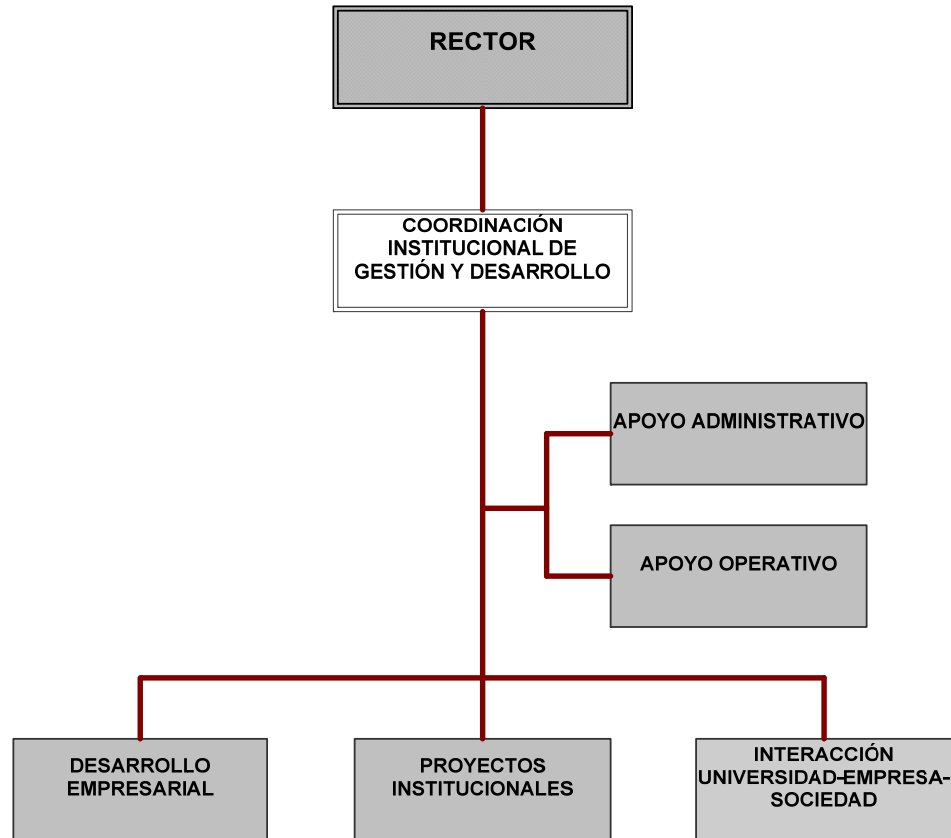 RECTOR
COORDINACIÓN
INSTITUCIONAL DE
GESTIÓN Y DESARROLLO
APOYO ADMINISTRATIVO
APOYO OPERATIVO
DESARROLLO
EMPRESARIAL
PROYECTOS
INSTITUCIONALES
INTERACCIÓN
UNIVERSIDAD-EMPRESA-
SOCIEDAD